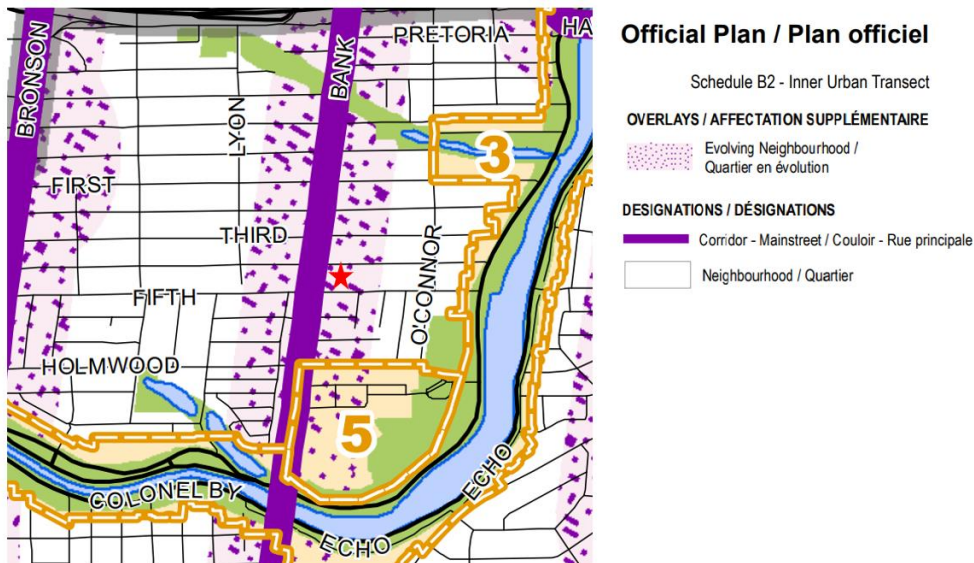 BRONSON
LYON
BANK
PRETORIA
HA
3
FIRST
THIRD
FIFTH
O'CONNOR
HOLMWOOD
5
COLONEL BY
ECHO
ECHO
Official Plan / Plan officiel
Schedule B2 - Inner Urban Transect
OVERLAYS / AFFECTATION SUPPLÉMENTAIRE
Evolving Neighbourhood /
Quartier en évolution
DESIGNATIONS / DÉSIGNATIONS
Corridor - Mainstreet / Couloir - Rue principale
Neighbourhood / Quartier